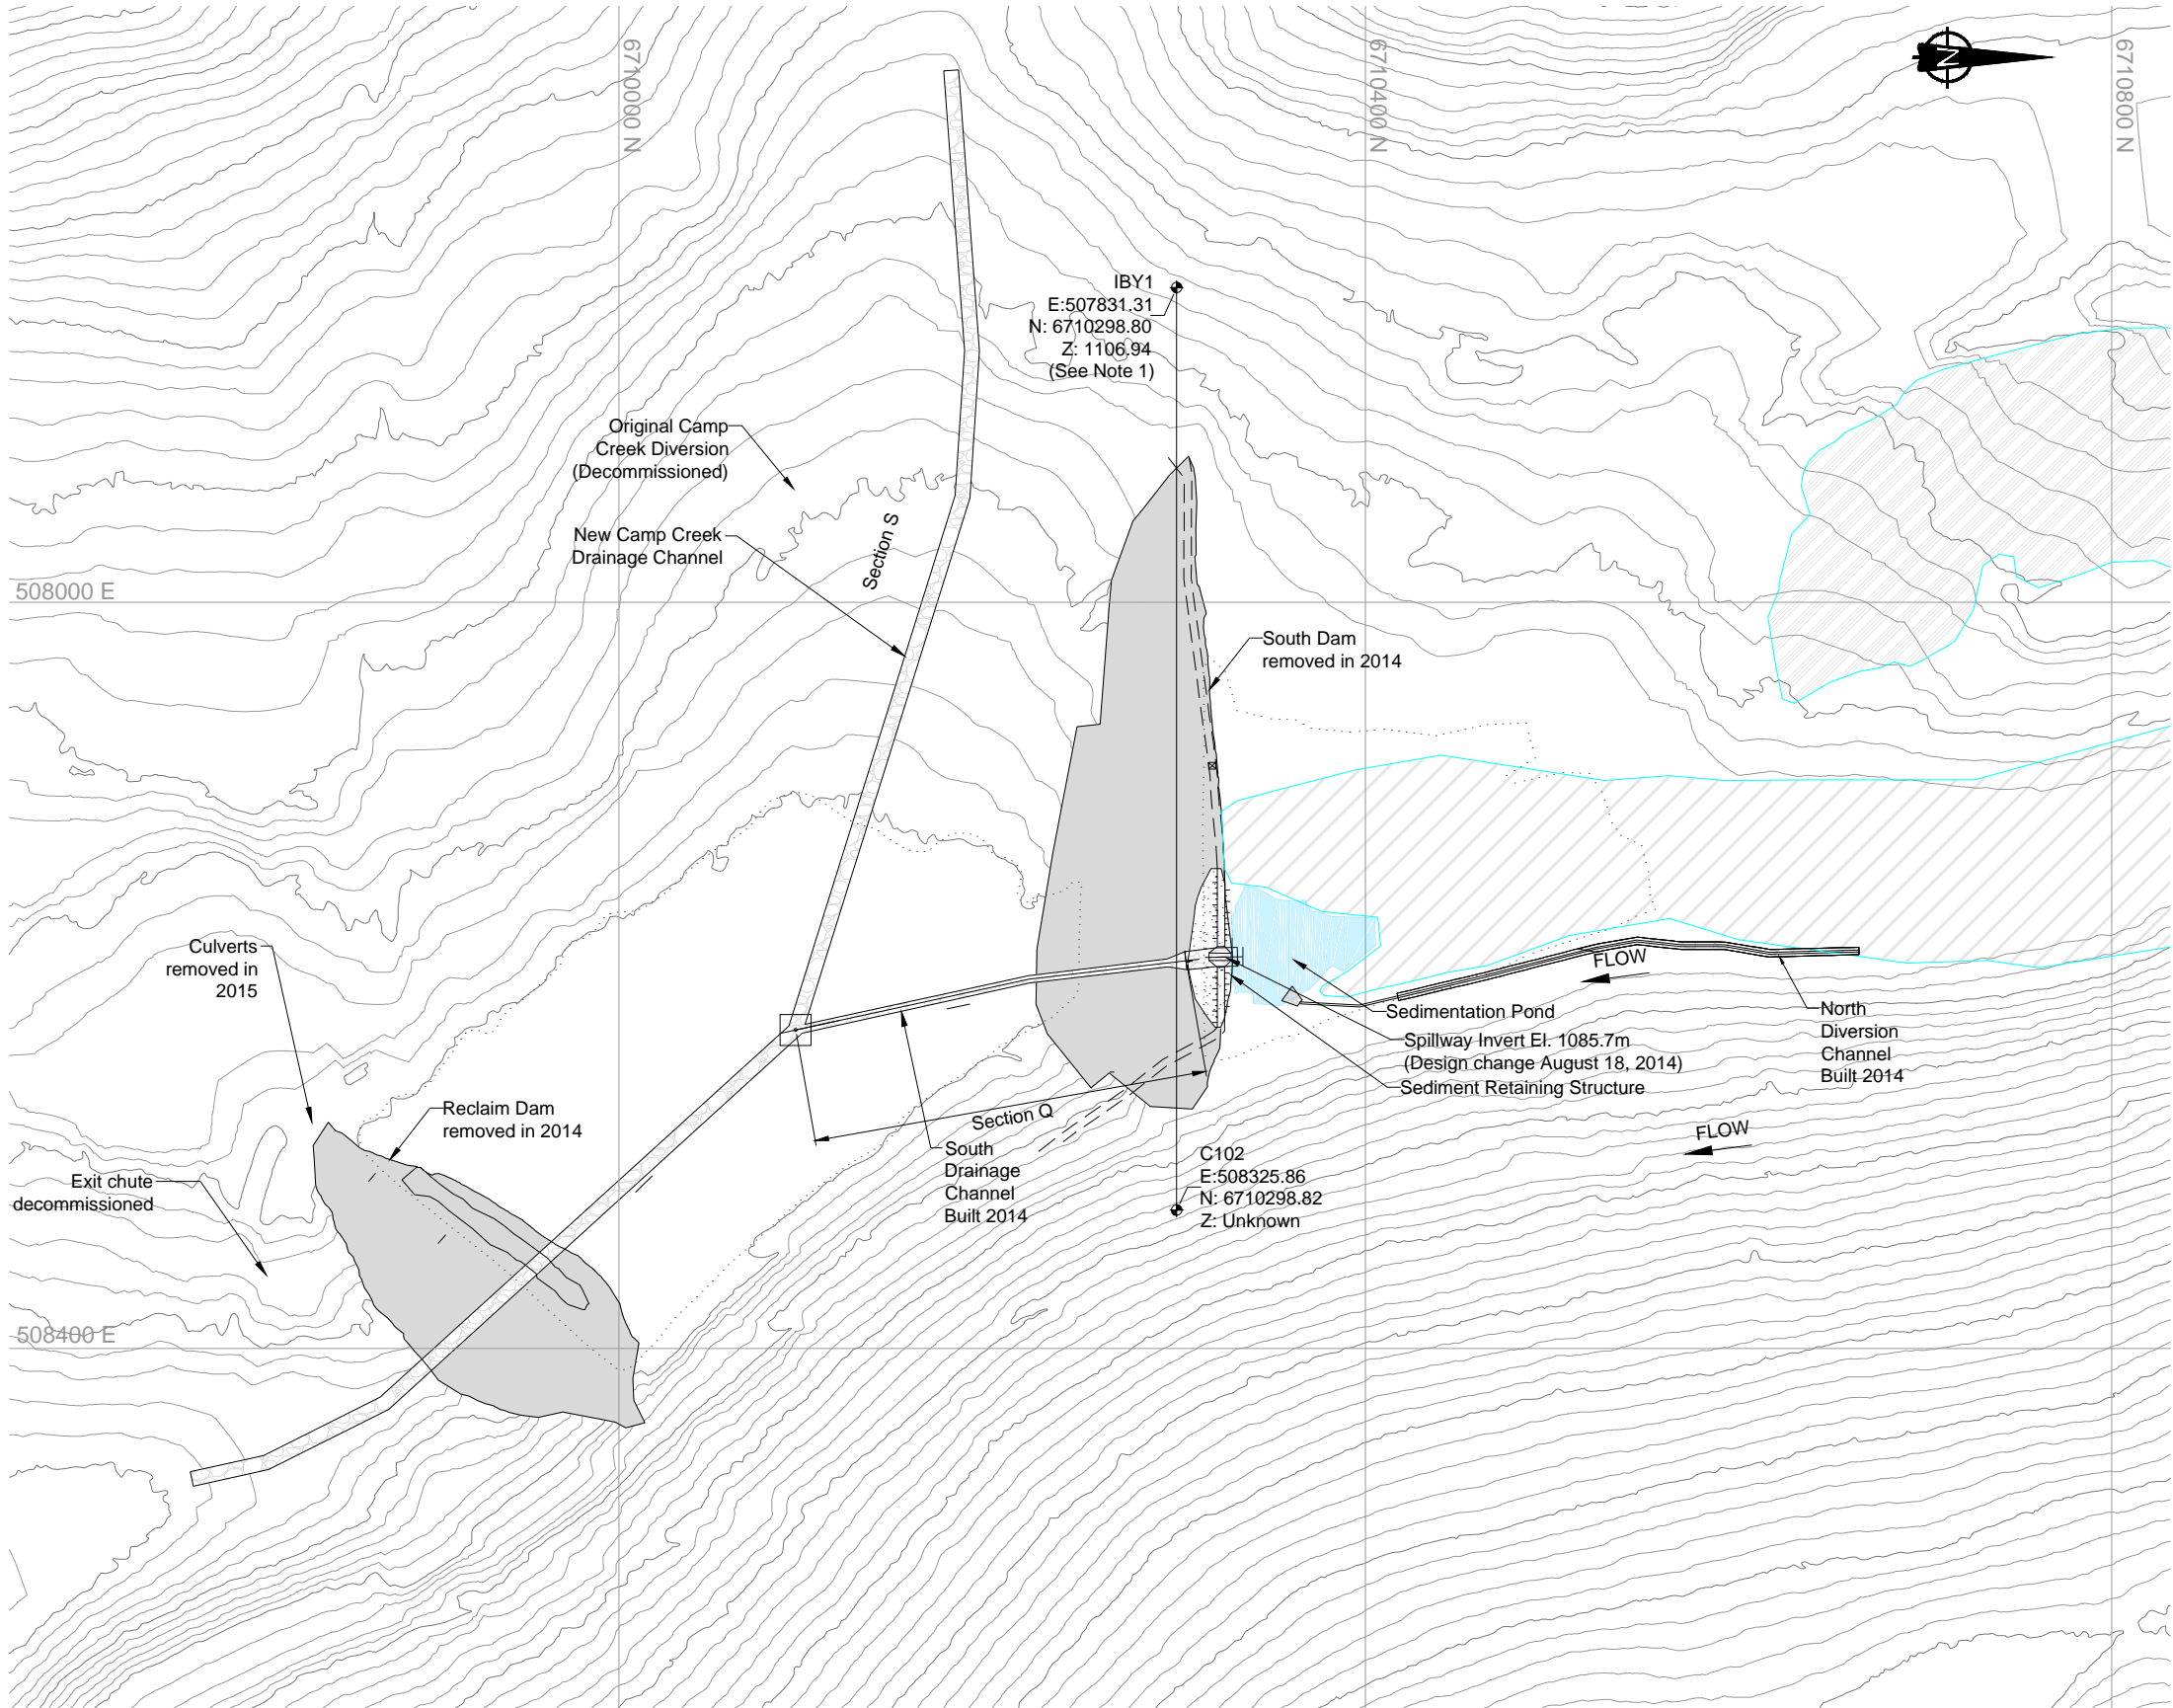 6710000 N
6710400 N
6710800 N
N
IBY1
E:507831.31
N: 6710298.80
Z: 1106.94
(See Note 1)
Original Camp
Creek Diversion
(Decommissioned)
New Camp Creek
Drainage Channel
Section S
508000 E
South Dam
removed in 2014
Culverts
removed in
2015
FLOW
Sedimentation Pond
Spillway Invert El. 1085.7m
(Design change August 18, 2014)
Sediment Retaining Structure
North
Diversion
Channel
Built 2014
Reclaim Dam
removed in 2014
Section Q
FLOW
South
Drainage
Channel
Built 2014
C102
E:508325.86
N: 6710298.82
Z: Unknown
Exit chute
decommissioned
508400 E